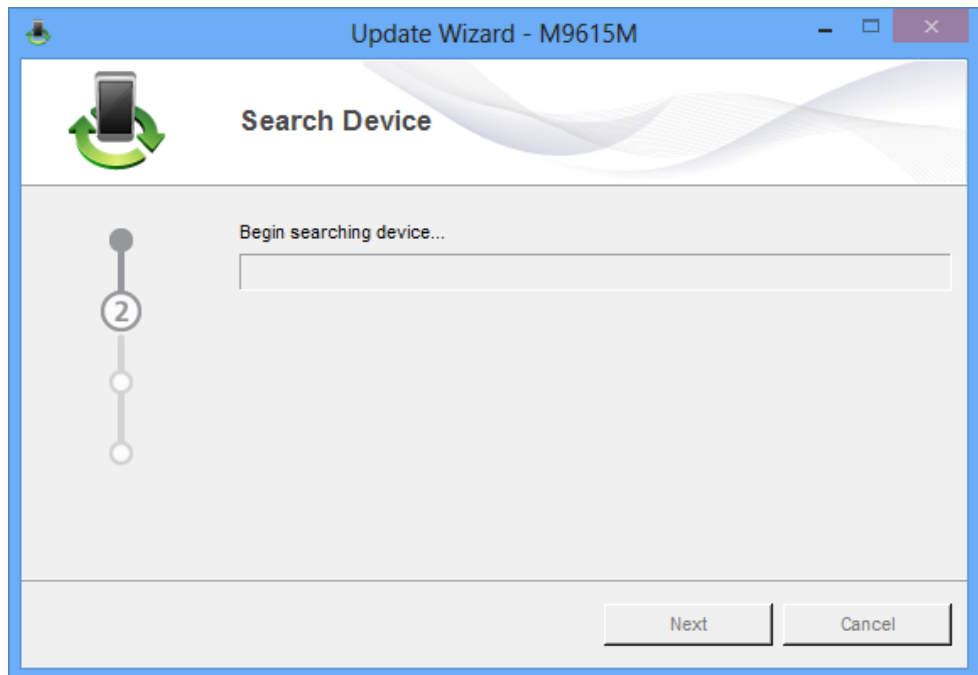 Update Wizard - M9615M
Search Device
Begin searching device...
2
Next
Cancel